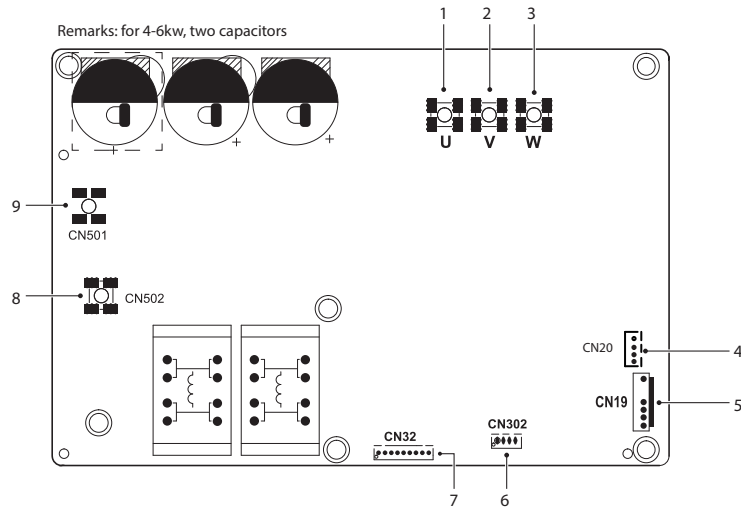 Remarks: for 4-6kw, two capacitors
1 2 3
U V W
9
CN501
8
CN502
CN20
4
CN19
5
CN32
CN302
7 6